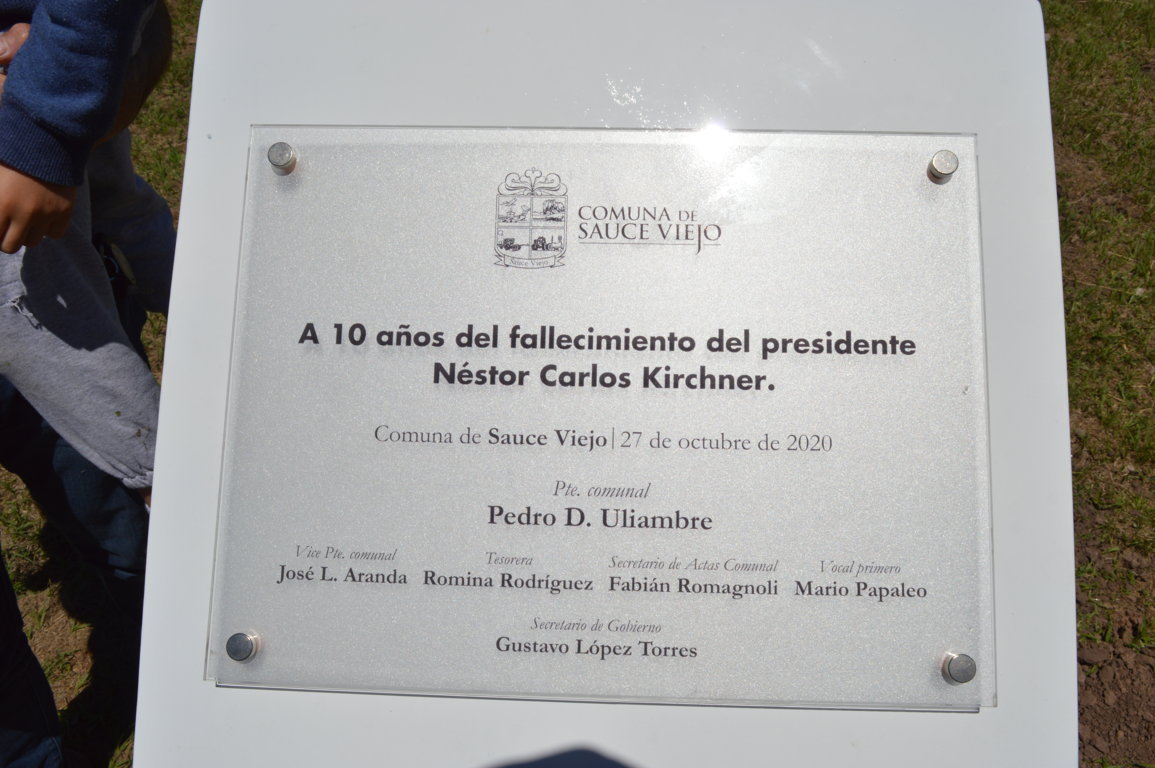 COMUNA DE
SAUCE VIEJO
Sauce Viejo
A 10 años del fallecimiento del presidente
Néstor Carlos Kirchner.
Comuna de Sauce Viejo | 27 de octubre de 2020
Pte. comunal
Pedro D. Uliambre
Vice Pte. comunal Tesorera Secretario de Actas Comunal Vocal primero
José L. Aranda Romina Rodríguez Fabián Romagnoli Mario Papaleo
Secretario de Gobierno
Gustavo López Torres